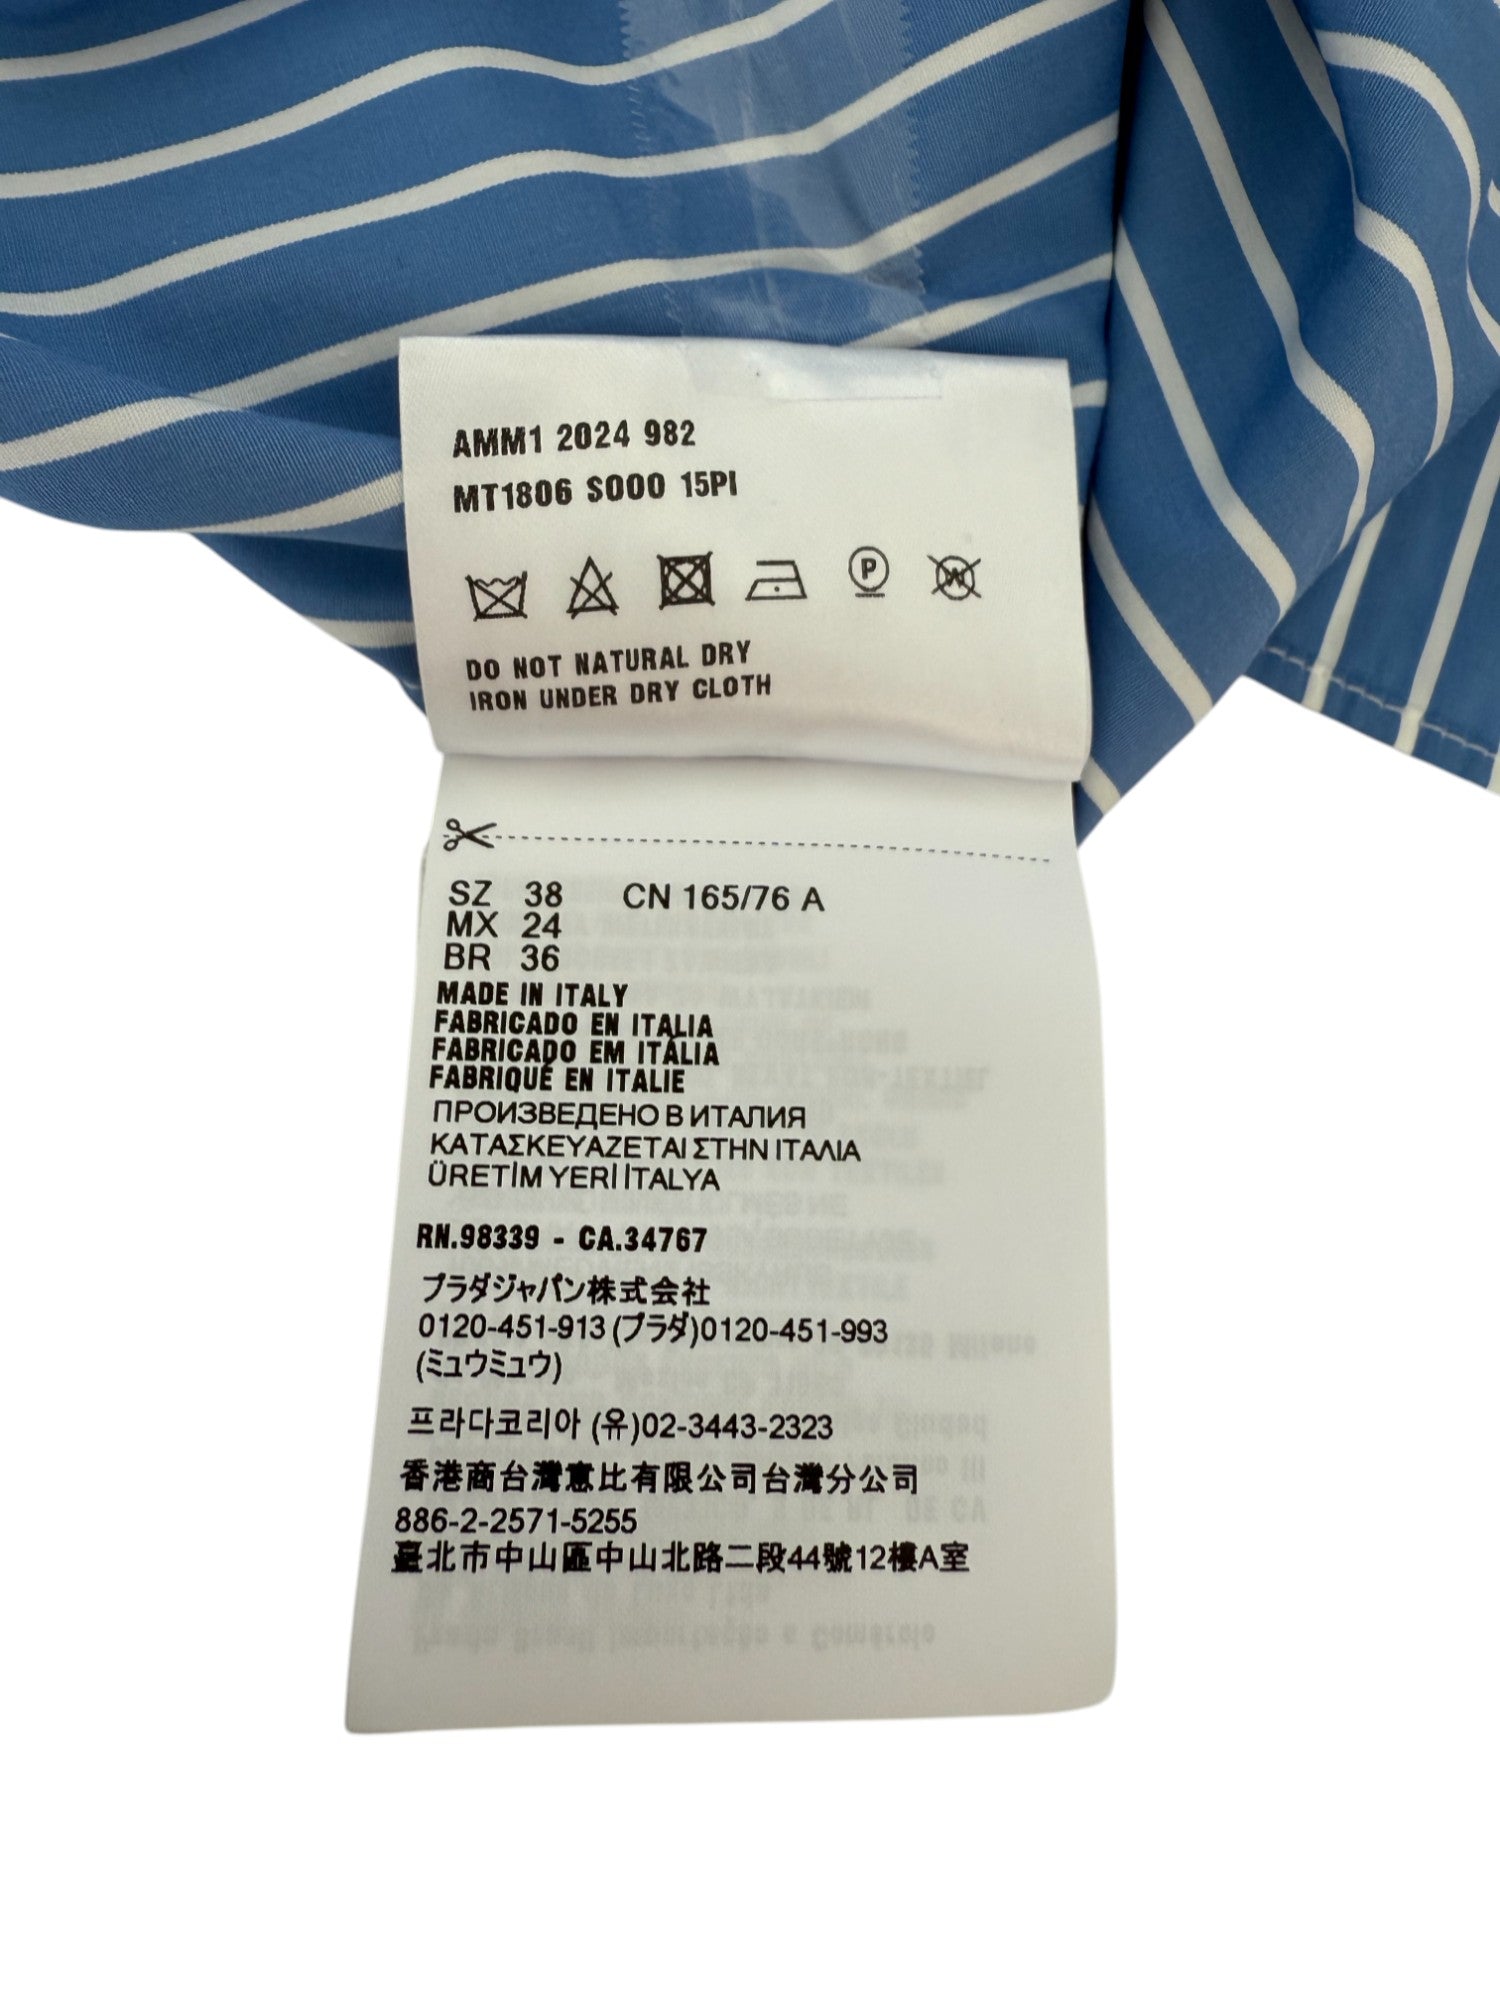 AMM1 2024 982
MT1806 S000 15PI
P
W
DO NOT NATURAL DRY
IRON UNDER DRY CLOTH
SZ 38 CN 165/76 A
MX 24
BR 36
MADE IN ITALY
FABRICADO EN ITALIA
FABRICADO EM ITÁLIA
FABRIQUÉ EN ITALIE
ПРОИЗВЕДЕНО В ИТАЛИЯ
ΚΑΤΑΣΚΕΥΑΖΕΤΑΙ ΣΤΗΝ ΙΤΑΛΙΑ
ÜRETİM YERİ İTALYA
RN.98339 - CA.34767
プラダジャパン株式会社
0120-451-913 (プラダ)0120-451-993
(ミュウミュウ)
프라다코리아 (유)02-3443-2323
香港商台灣惠比有限公司台灣分公司
886-2-2571-5255
臺北市中山區中山北路二段44號12樓A室